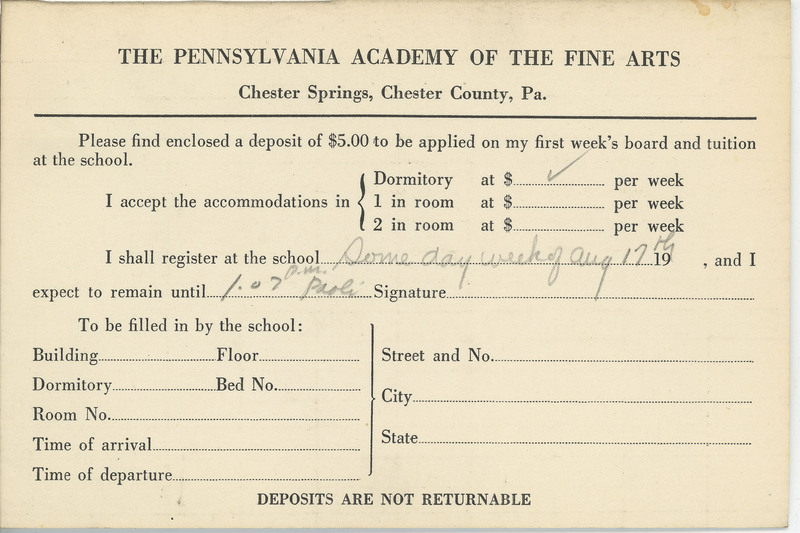 THE PENNSYLVANIA ACADEMY OF THE FINE ARTS
Chester Springs, Chester County, Pa.
Please find enclosed a deposit of $5.00 to be applied on my first week's board and tuition
at the school.
Dormitory at $ ✓ per week
I accept the accommodations in { 1 in room at $ per week
2 in room at $ per week
I shall register at the school Some day week of Aug 17th 19 , and I
expect to remain until 1.07 p.m. Paoli Signature
To be filled in by the school:
Building Floor
Street and No.
Dormitory Bed No.
City
Room No.
State
Time of arrival
Time of departure
DEPOSITS ARE NOT RETURNABLE